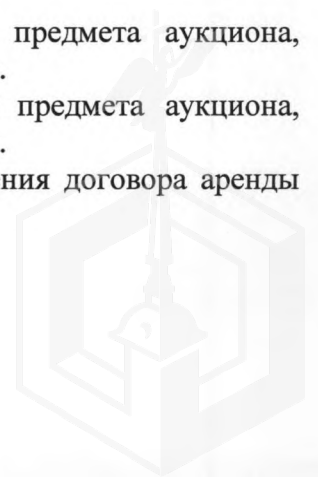 предмета аукциона,
.
предмета аукциона,
.
ния договора аренды